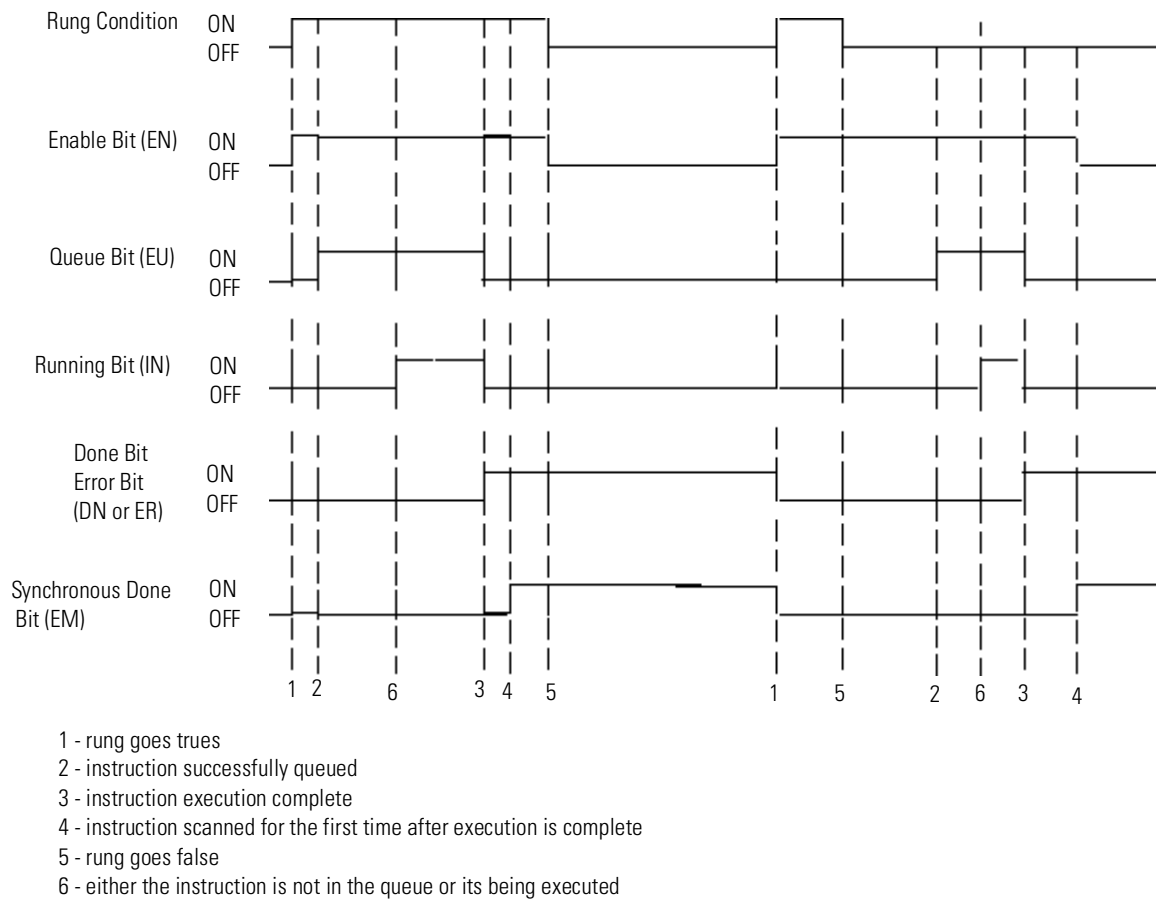 Rung Condition ON
OFF
Enable Bit (EN) ON
OFF
Queue Bit (EU) ON
OFF
Running Bit (IN) ON
OFF
Done Bit
Error Bit
(DN or ER)
ON
OFF
Synchronous Done
Bit (EM)
ON
OFF
1 2 6 3 4 5 1 5 2 6 3 4
1 - rung goes trues
2 - instruction successfully queued
3 - instruction execution complete
4 - instruction scanned for the first time after execution is complete
5 - rung goes false
6 - either the instruction is not in the queue or its being executed